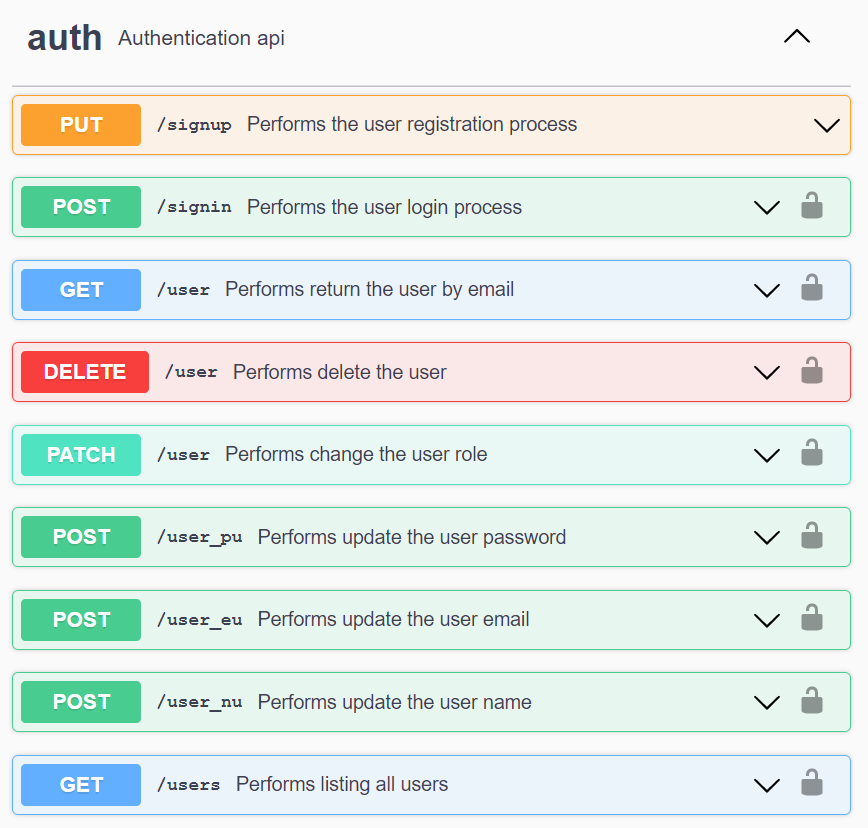 auth Authentication api
PUT /signup Performs the user registration process
POST /signin Performs the user login process
GET /user Performs return the user by email
DELETE /user Performs delete the user
PATCH /user Performs change the user role
POST /user_pu Performs update the user password
POST /user_eu Performs update the user email
POST /user_nu Performs update the user name
GET /users Performs listing all users